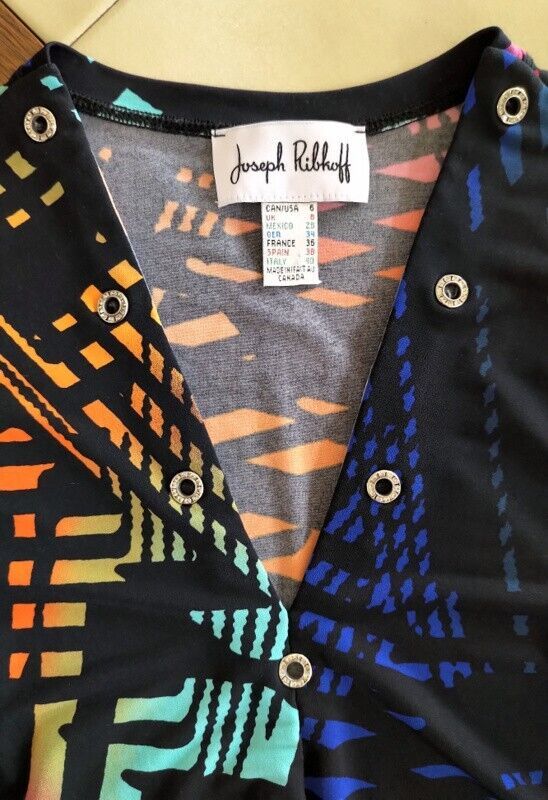 Joseph Ribkoff
CAN/USA 6
UK 8
MEXICO 28
GER 34
FRANCE 36
SPAIN 38
ITALY 40
MADE IN/FAIT AU
CANADA